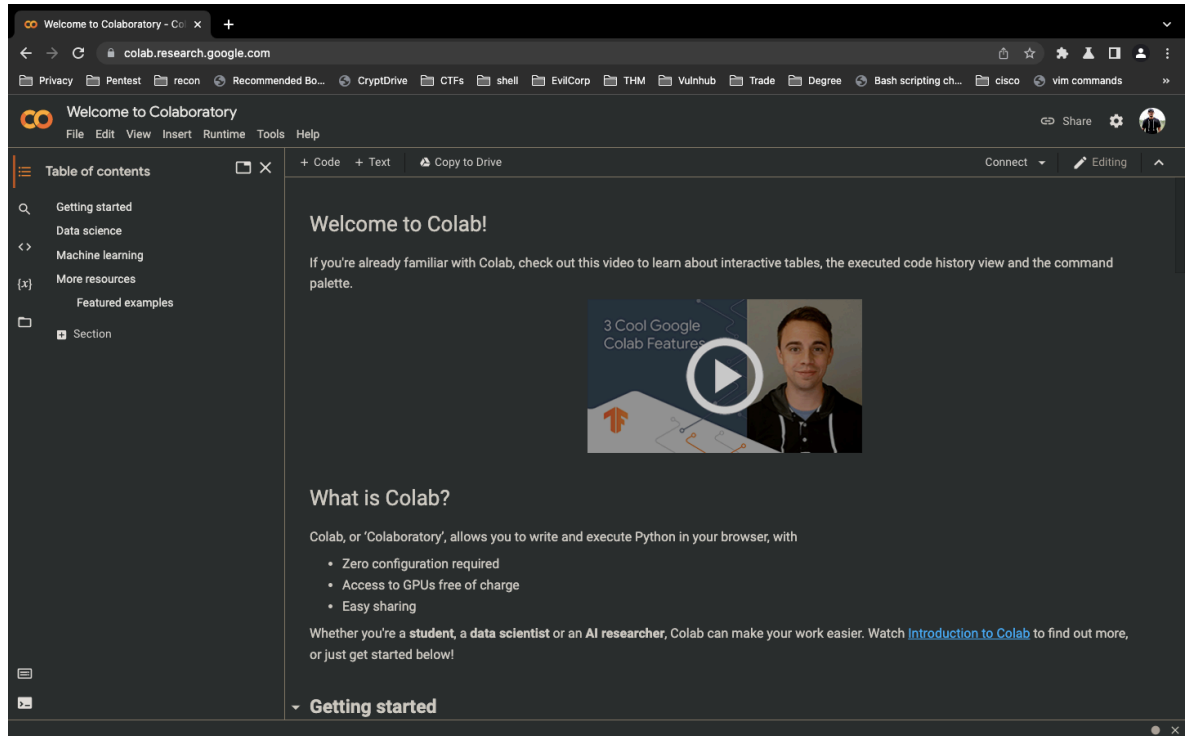 Welcome to Colaboratory - Col
colab.research.google.com
Privacy Pentest recon Recommended Bo... CryptDrive CTFs shell EvilCorp THM Vulnhub Trade Degree Bash scripting ch... cisco vim commands »
Welcome to Colaboratory
File Edit View Insert Runtime Tools Help
Share
Table of contents
+ Code + Text Copy to Drive
Connect Editing
Getting started
Data science
Machine learning
More resources
Featured examples
Section
{x}
Welcome to Colab!
If you're already familiar with Colab, check out this video to learn about interactive tables, the executed code history view and the command
palette.
3 Cool Google
Colab Features
What is Colab?
Colab, or ‘Colaboratory’, allows you to write and execute Python in your browser, with
• Zero configuration required
• Access to GPUs free of charge
• Easy sharing
Whether you're a student, a data scientist or an AI researcher, Colab can make your work easier. Watch Introduction to Colab to find out more,
or just get started below!
Getting started